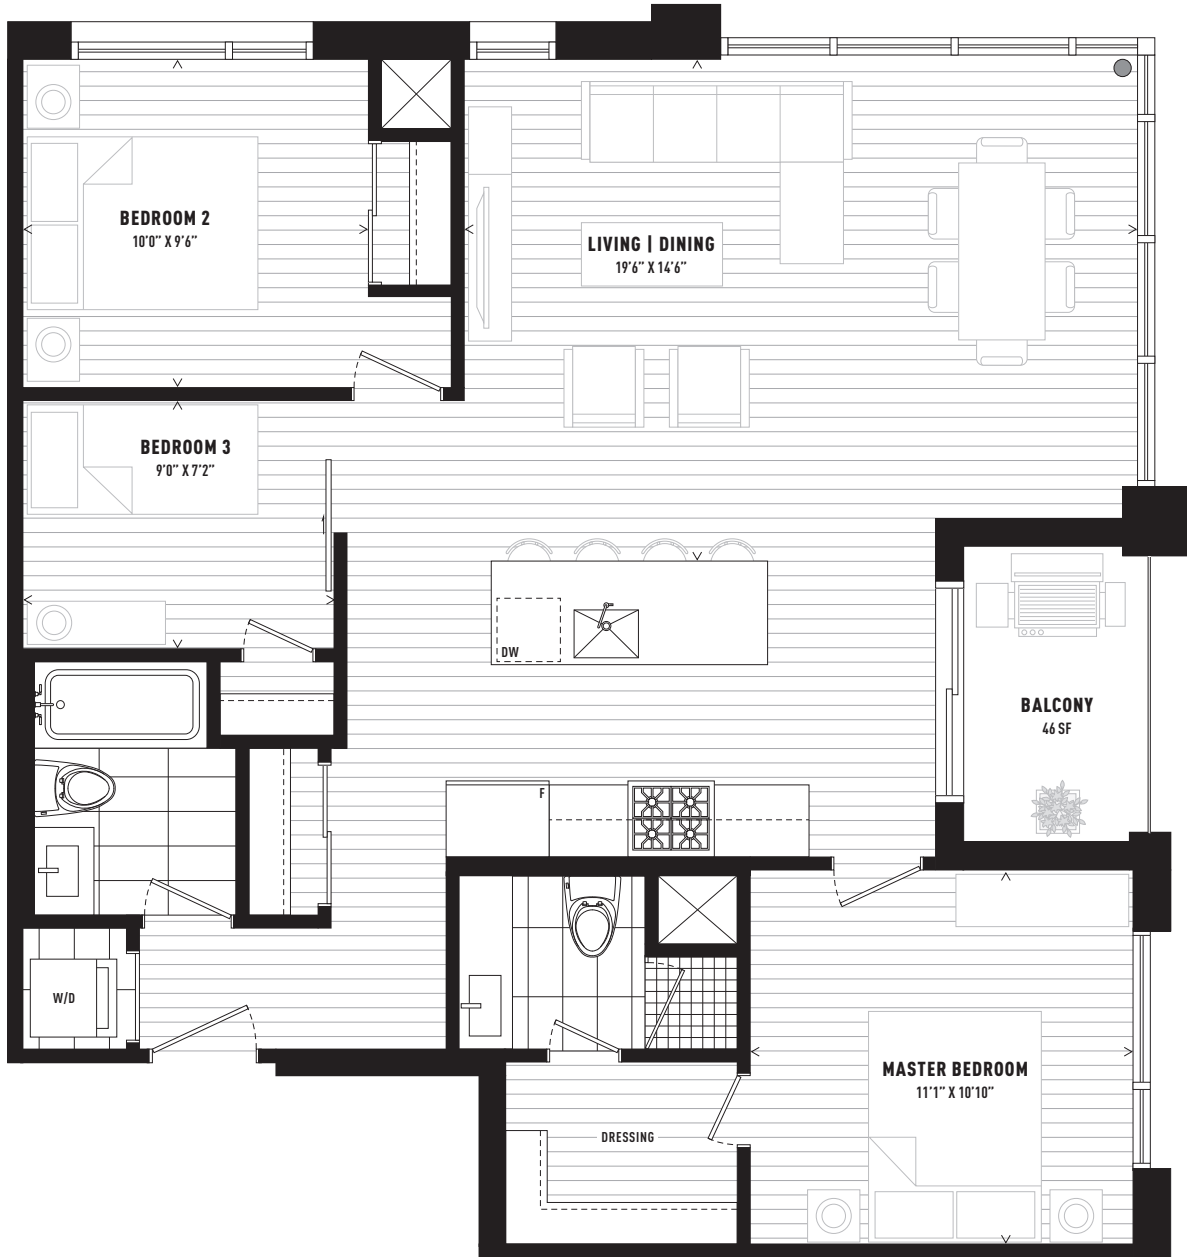 BEDROOM 2
10'0" X 9'6"
LIVING | DINING
19'6" X 14'6"
BEDROOM 3
9'0" X 7'2"
DW
BALCONY
46 SF
F
W/D
MASTER BEDROOM
11'1" X 10'10"
DRESSING